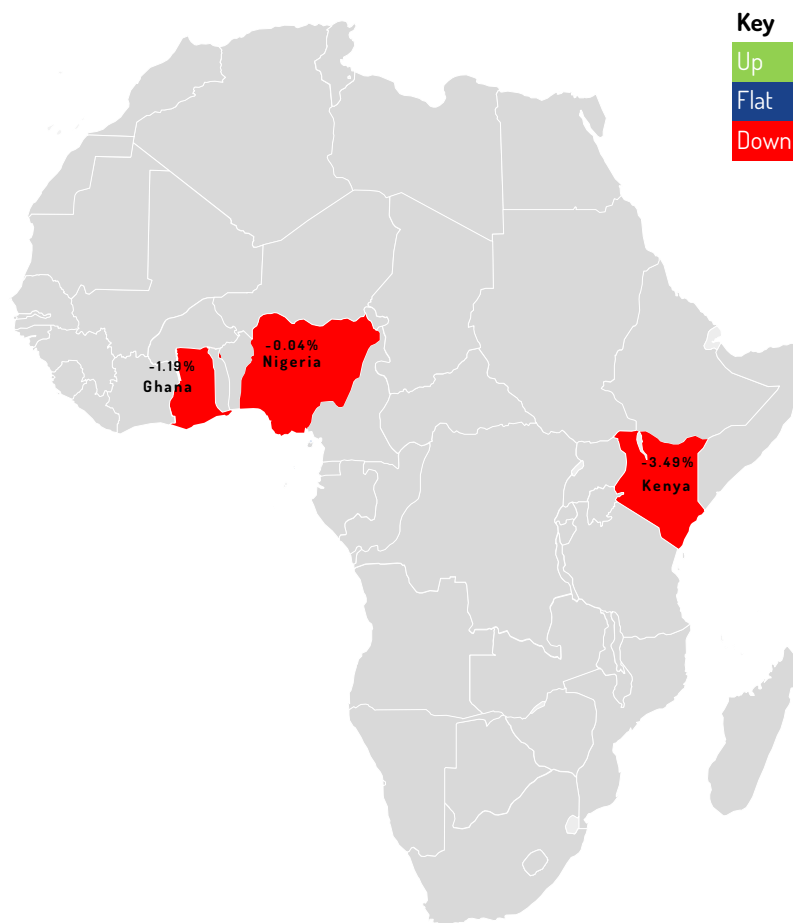 Key
Up
Flat
Down
-0.04%
Nigeria
-1.19%
Ghana
-3.49%
Kenya